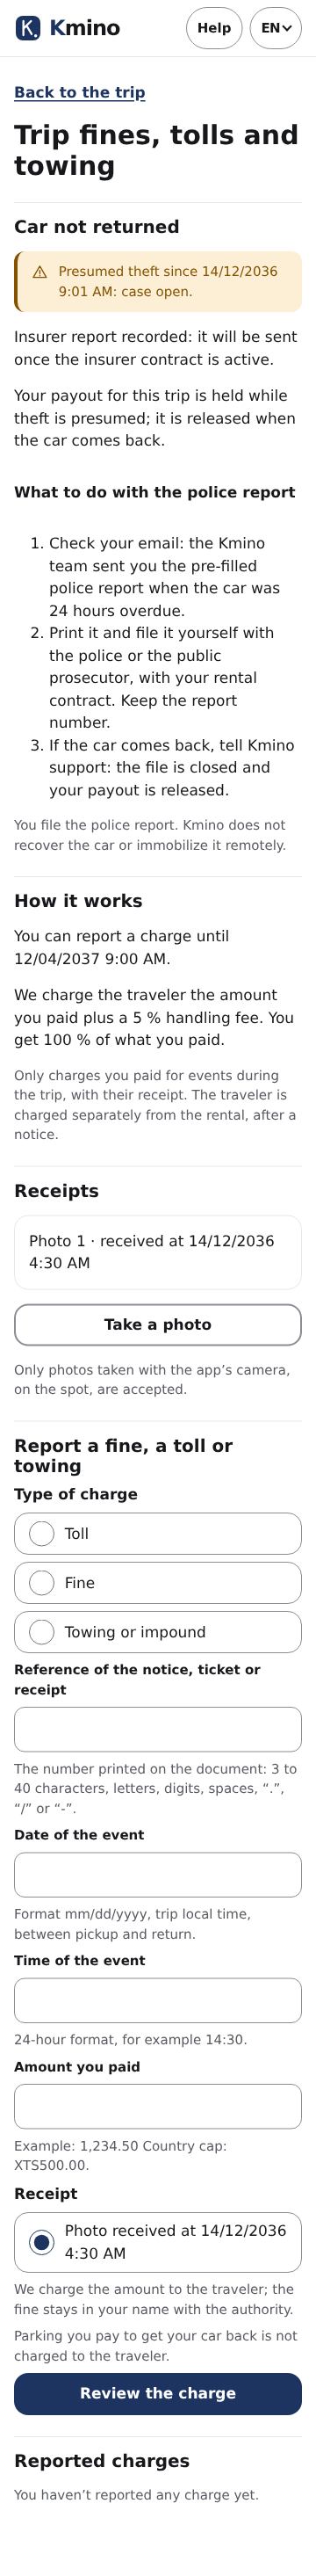 Kmino
Help
EN
Back to the trip
Trip fines, tolls and
towing
Car not returned
Presumed theft since 14/12/2036
9:01 AM: case open.
Insurer report recorded: it will be sent
once the insurer contract is active.
Your payout for this trip is held while
theft is presumed; it is released when
the car comes back.
What to do with the police report
1. Check your email: the Kmino
team sent you the pre-filled
police report when the car was
24 hours overdue.
2. Print it and file it yourself with
the police or the public
prosecutor, with your rental
contract. Keep the report
number.
3. If the car comes back, tell Kmino
support: the file is closed and
your payout is released.
You file the police report. Kmino does not
recover the car or immobilize it remotely.
How it works
You can report a charge until
12/04/2037 9:00 AM.
We charge the traveler the amount
you paid plus a 5 % handling fee. You
get 100 % of what you paid.
Only charges you paid for events during
the trip, with their receipt. The traveler is
charged separately from the rental, after a
notice.
Receipts
Photo 1 · received at 14/12/2036
4:30 AM
Take a photo
Only photos taken with the app’s camera,
on the spot, are accepted.
Report a fine, a toll or
towing
Type of charge
Toll
Fine
Towing or impound
Reference of the notice, ticket or
receipt
The number printed on the document: 3 to
40 characters, letters, digits, spaces, “.”,
“/” or “-”.
Date of the event
Format mm/dd/yyyy, trip local time,
between pickup and return.
Time of the event
24-hour format, for example 14:30.
Amount you paid
Example: 1,234.50 Country cap:
XTS500.00.
Receipt
Photo received at 14/12/2036
4:30 AM
We charge the amount to the traveler; the
fine stays in your name with the authority.
Parking you pay to get your car back is not
charged to the traveler.
Review the charge
Reported charges
You haven’t reported any charge yet.